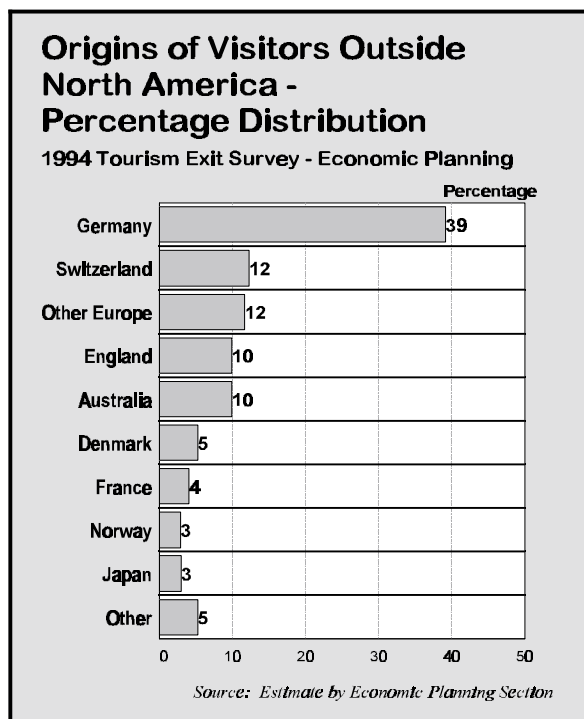 Origins of Visitors Outside
North America -
Percentage Distribution
1994 Tourism Exit Survey - Economic Planning
Percentage
Germany 39
Switzerland 12
Other Europe 12
England 10
Australia 10
Denmark 5
France 4
Norway 3
Japan 3
Other 5
0 10 20 30 40 50
Source: Estimate by Economic Planning Section